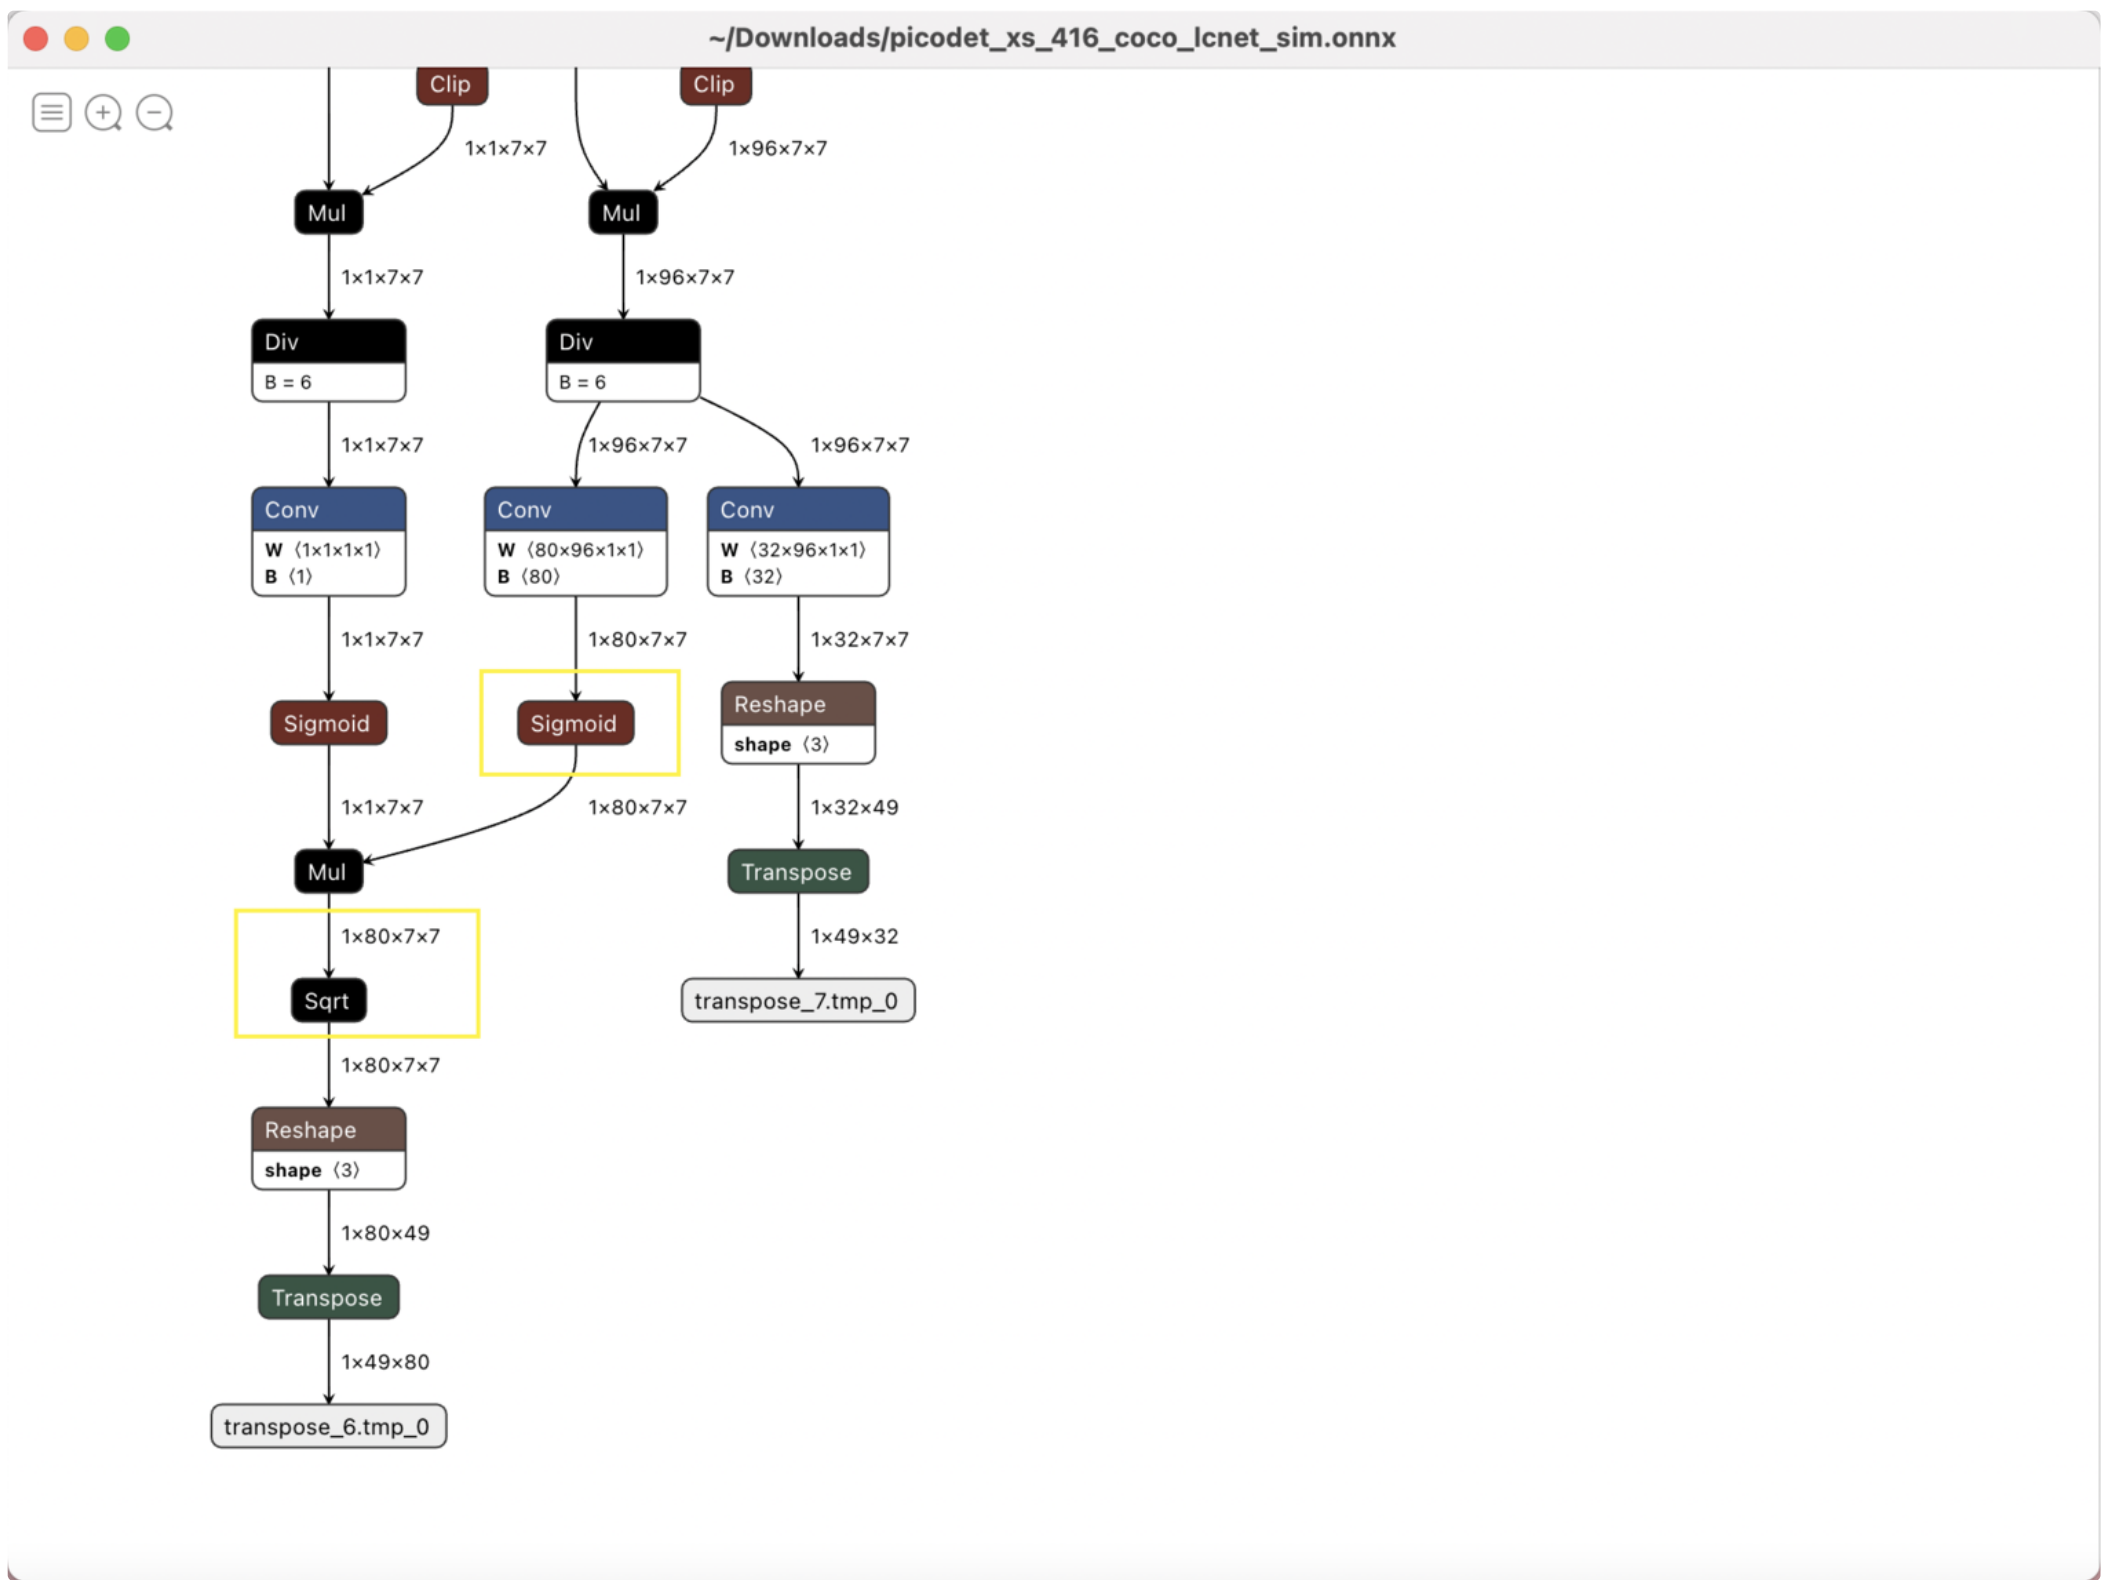 ~/Downloads/picodet_xs_416_coco_lcnet_sim.onnx
Clip
Clip
1×1×7×7
1×96×7×7
Mul
Mul
1×1×7×7
1×96×7×7
Div
B = 6
Div
B = 6
1×1×7×7
1×96×7×7
1×96×7×7
Conv
W ⟨1×1×1×1⟩
B ⟨1⟩
Conv
W ⟨80×96×1×1⟩
B ⟨80⟩
Conv
W ⟨32×96×1×1⟩
B ⟨32⟩
1×1×7×7
1×80×7×7
1×32×7×7
Sigmoid
Sigmoid
Reshape
shape ⟨3⟩
1×1×7×7
1×80×7×7
1×32×49
Mul
Transpose
1×80×7×7
1×49×32
Sqrt
transpose_7.tmp_0
1×80×7×7
Reshape
shape ⟨3⟩
1×80×49
Transpose
1×49×80
transpose_6.tmp_0